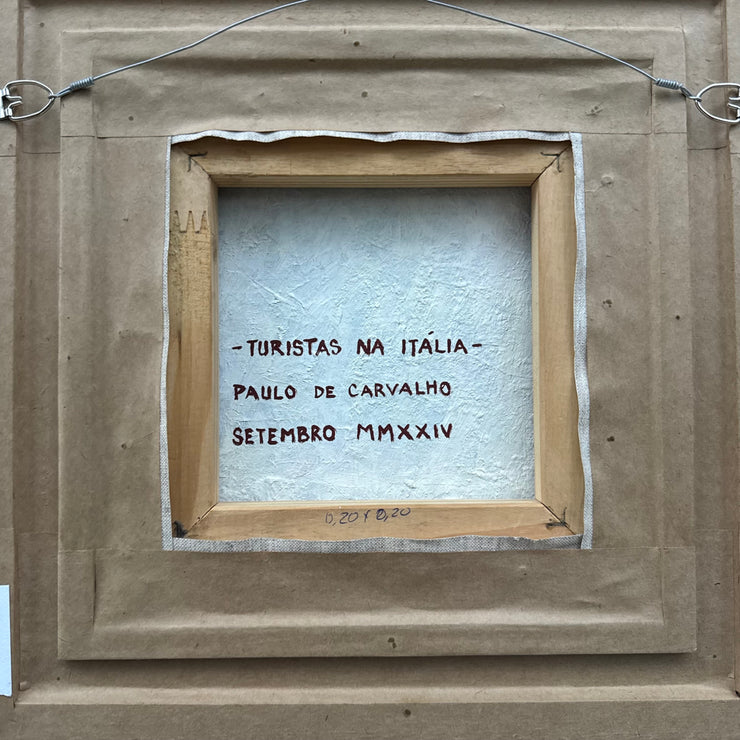 - TURISTAS NA ITÁLIA -
PAULO DE CARVALHO
SETEMBRO MMXXIV
0,20 X 0,20